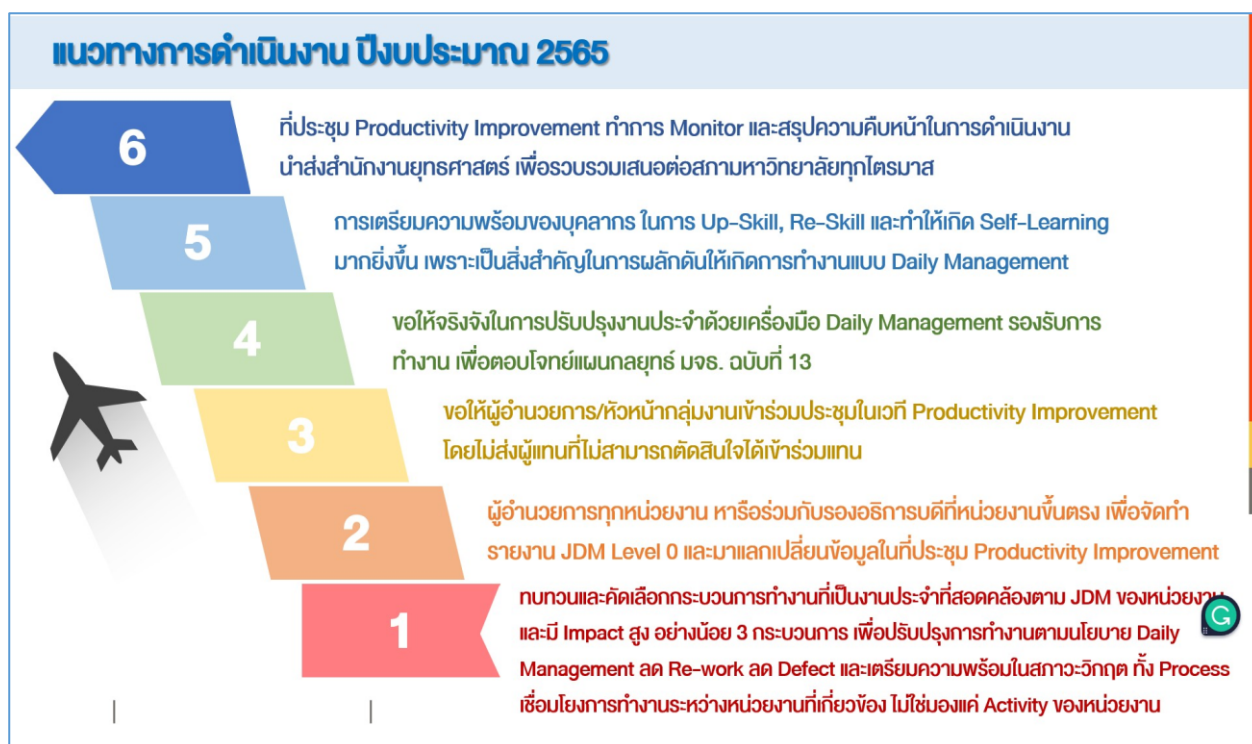 แนวทางการดำเนินงาน ปีงบประมาณ 2565
6
ที่ประชุม Productivity Improvement ทำการ Monitor และสรุปความคืบหน้าในการดำเนินงาน
นำส่งสำนักงานยุทธศาสตร์ เพื่อรวบรวมเสนอต่อสภามหาวิทยาลัยทุกไตรมาส
5
การเตรียมความพร้อมของบุคลากร ในการ Up-Skill, Re-Skill และทำให้เกิด Self-Learning
มากยิ่งขึ้น เพราะเป็นสิ่งสำคัญในการผลักดันให้เกิดการทำงานแบบ Daily Management
4
ขอให้จริงจังในการปรับปรุงงานประจำด้วยเครื่องมือ Daily Management รองรับการ
ทำงาน เพื่อตอบโจทย์แผนกลยุทธ์ มจธ. ฉบับที่ 13
3
ขอให้ผู้อำนวยการ/หัวหน้ากลุ่มงานเข้าร่วมประชุมในเวที Productivity Improvement
โดยไม่ส่งผู้แทนที่ไม่สามารถตัดสินใจได้เข้าร่วมแทน
2
ผู้อำนวยการทุกหน่วยงาน หารือร่วมกับรองอธิการบดีที่หน่วยงานขึ้นตรง เพื่อจัดทำ
รายงาน JDM Level 0 และมาแลกเปลี่ยนข้อมูลในที่ประชุม Productivity Improvement
1
ทบทวนและคัดเลือกกระบวนการทำงานที่เป็นงานประจำที่สอดคล้องตาม JDM ของหน่วยงาน
และมี Impact สูง อย่างน้อย 3 กระบวนการ เพื่อปรับปรุงการทำงานตามนโยบาย Daily
Management ลด Re-work ลด Defect และเตรียมความพร้อมในสภาวะวิกฤต ทั้ง Process
เชื่อมโยงการทำงานระหว่างหน่วยงานที่เกี่ยวข้อง ไม่ใช่มองแค่ Activity ของหน่วยงาน